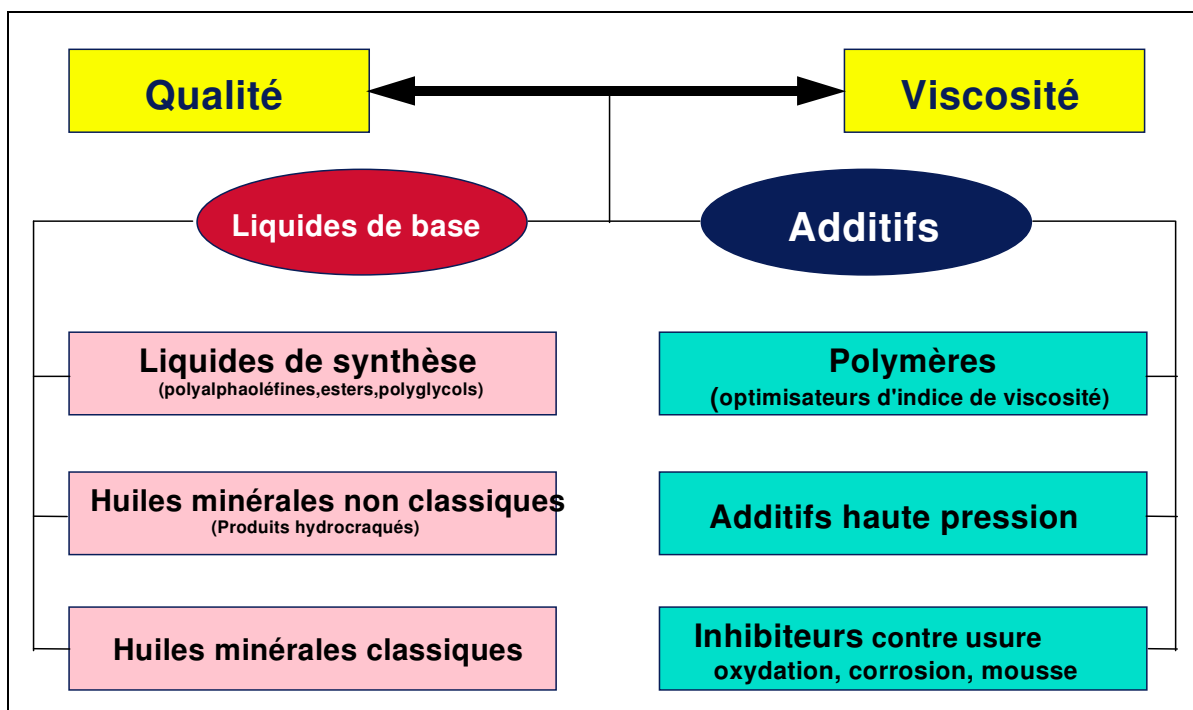 Qualité
Viscosité
Liquides de base
Additifs
Liquides de synthèse
(polyalphaoléfines,esters,polyglycols)
Polymères
(optimisateurs d'indice de viscosité)
Huiles minérales non classiques
(Produits hydrocraqués)
Additifs haute pression
Huiles minérales classiques
Inhibiteurs contre usure
oxydation, corrosion, mousse